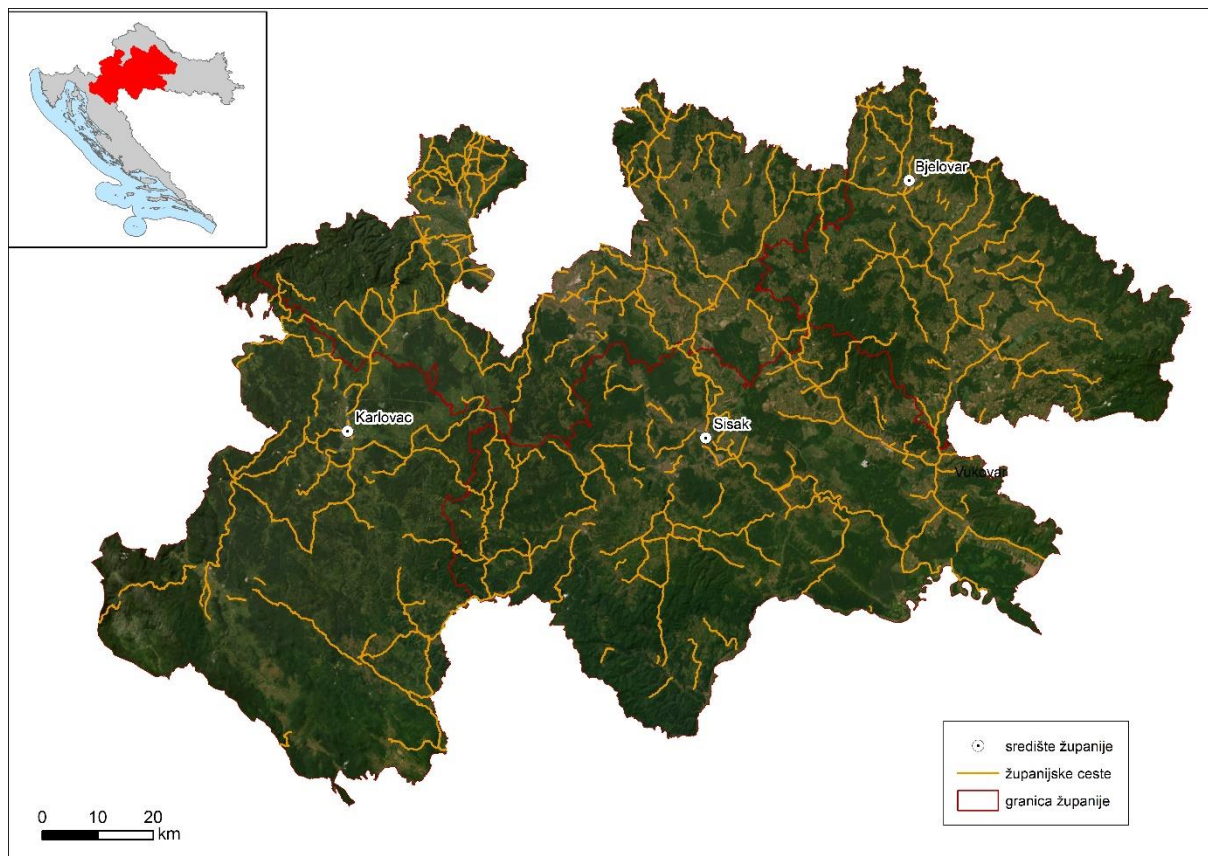 Bjelovar
Karlovac
Sisak
Vukovar
središte županije
županijske ceste
granica županije
0 10 20
km